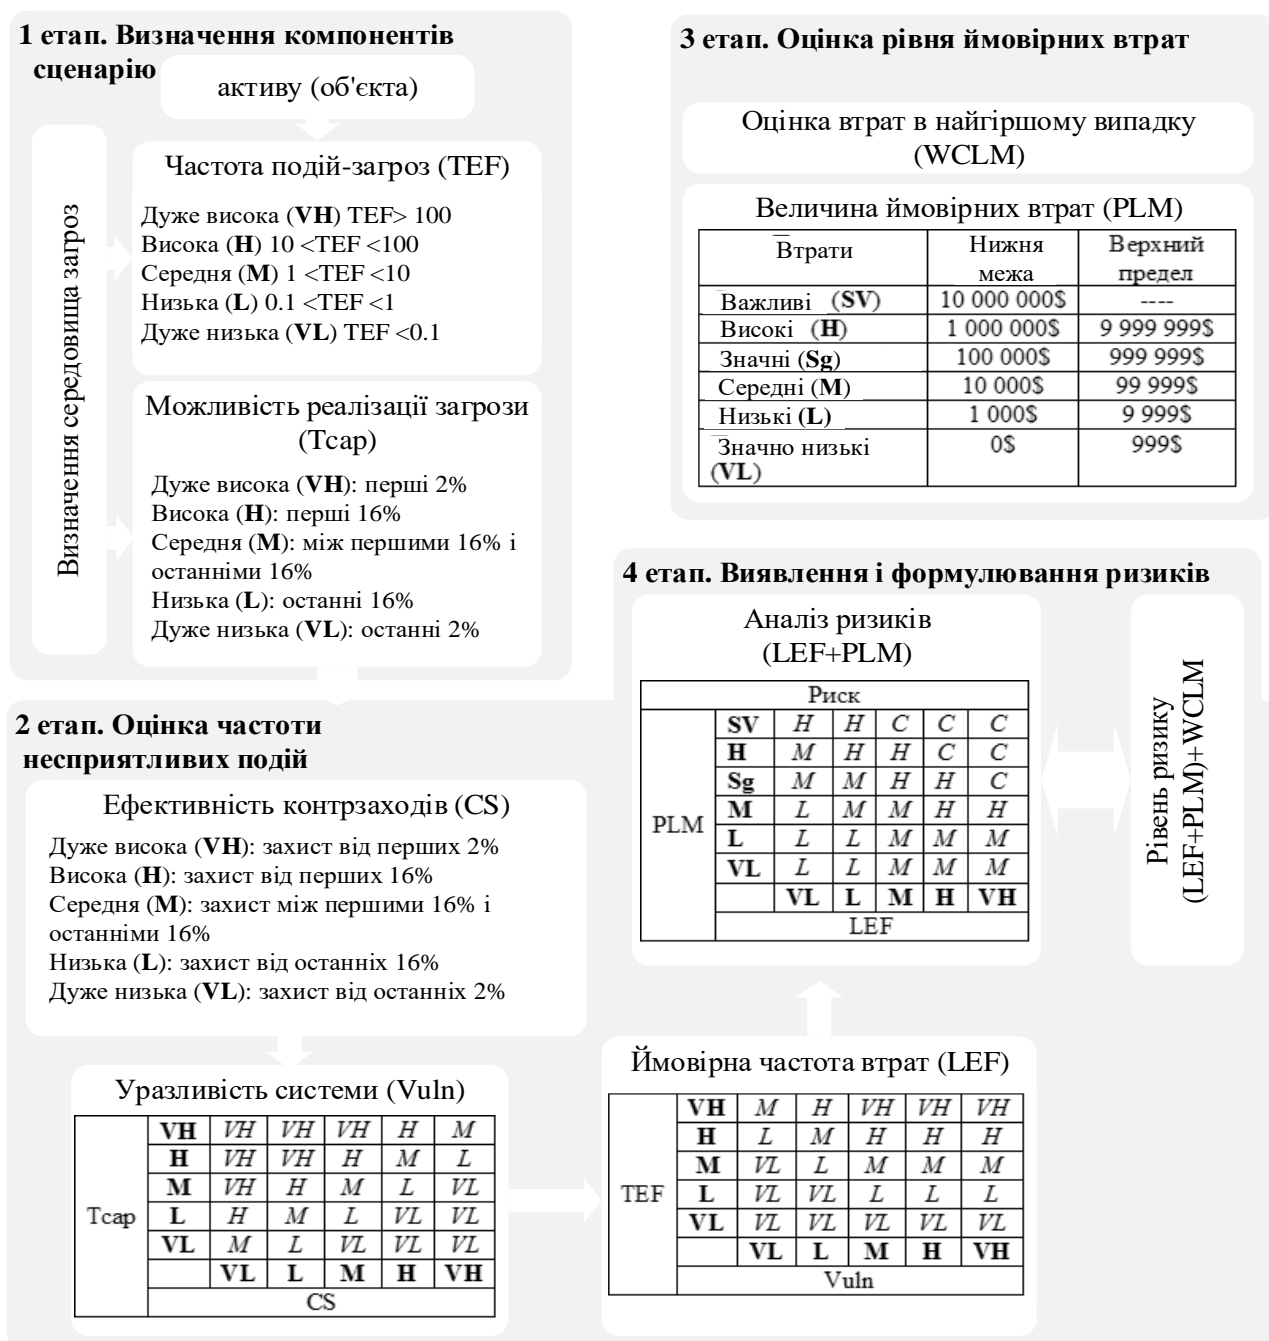 1 етап. Визначення компонентів
сценарію
активу (об'єкта)
Визначення середовища загроз
Частота подій-загроз (TEF)
Дуже висока (VH) TEF> 100
Висока (H) 10 <TEF <100
Середня (M) 1 <TEF <10
Низька (L) 0.1 <TEF <1
Дуже низька (VL) TEF <0.1
Можливість реалізації загрози
(Tcap)
Дуже висока (VH): перші 2%
Висока (H): перші 16%
Середня (M): між першими 16% і
останніми 16%
Низька (L): останні 16%
Дуже низька (VL): останні 2%
2 етап. Оцінка частоти
несприятливих подій
Ефективність контрзаходів (CS)
Дуже висока (VH): захист від перших 2%
Висока (H): захист від перших 16%
Середня (M): захист між першими 16% і
останніми 16%
Низька (L): захист від останніх 16%
Дуже низька (VL): захист від останніх 2%
Уразливість системи (Vuln)
VH VH VH VH H M
H VH VH H M L
M VH H M L VL
Tcap L H M L VL VL
VL M L VL VL VL
VL L M H VH
CS
Ймовірна частота втрат (LEF)
VH M H VH VH VH
H L M H H H
M VL L M M M
TEF L VL VL L L L
VL VL VL VL VL VL
VL L M H VH
Vuln
3 етап. Оцінка рівня ймовірних втрат
Оцінка втрат в найгіршому випадку
(WCLM)
Величина ймовірних втрат (PLM)
Втрати Нижня Верхний
межа предел
Важливі (SV) 10 000 000$ ----
Високі (H) 1 000 000$ 9 999 999$
Значні (Sg) 100 000$ 999 999$
Середні (M) 10 000$ 99 999$
Низькі (L) 1 000$ 9 999$
Значно низькі 0$ 999$
(VL)
4 етап. Виявлення і формулювання ризиків
Аналіз ризиків
(LEF+PLM)
Риск
SV H H C C C
H M H H C C
Sg M M H H C
PLM M L M M H H
L L L M M M
VL L L M M M
VL L M H VH
LEF
Рівень ризику
(LEF+PLM)+WCLM